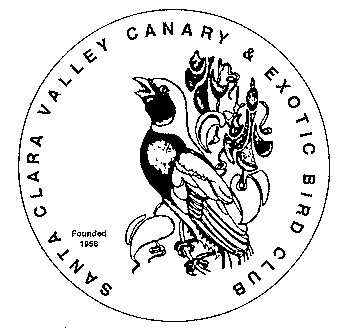 SANTA CLARA VALLEY CANARY & EXOTIC BIRD CLUB
Founded
1956